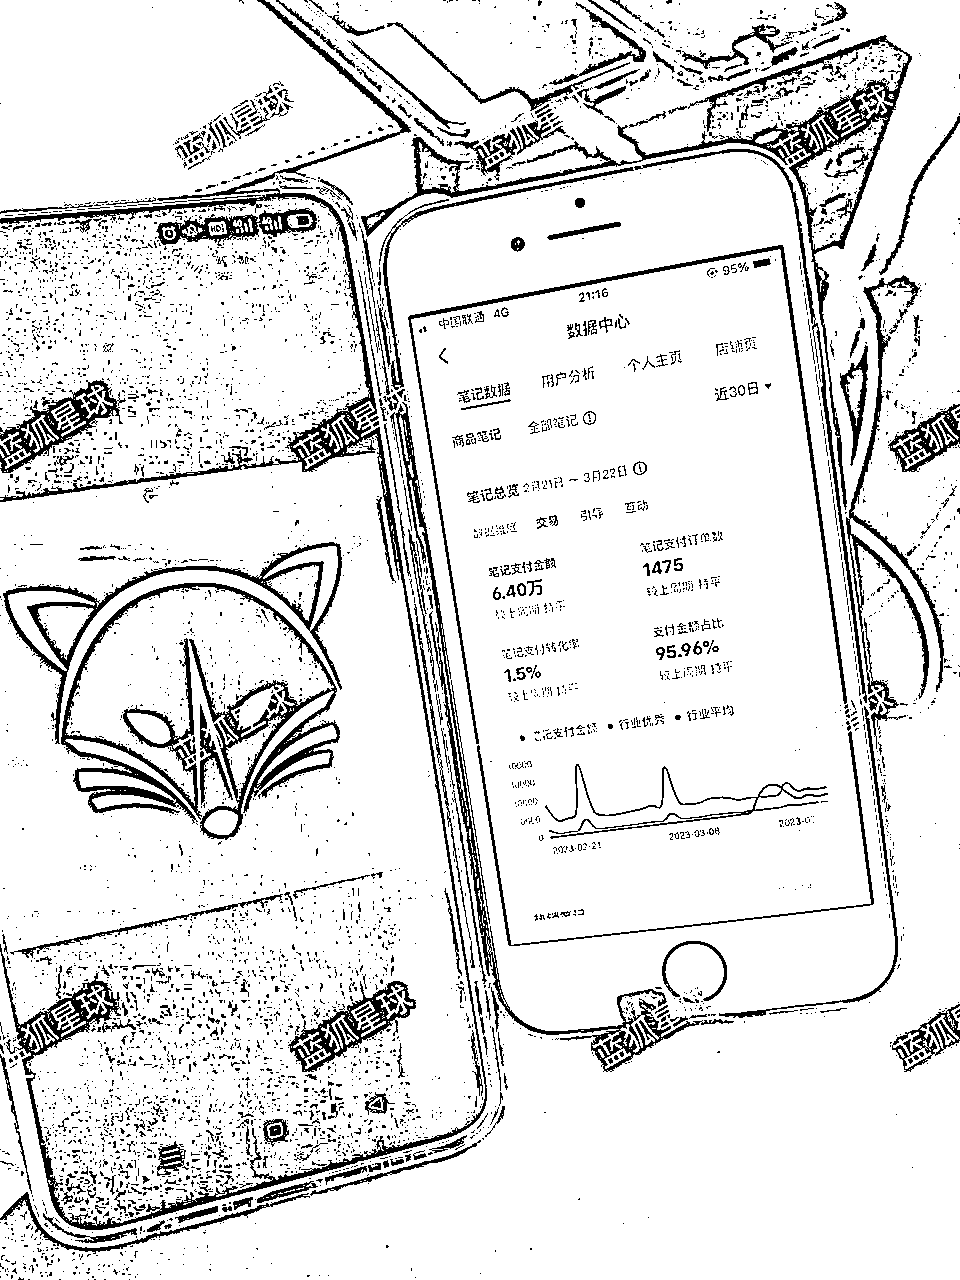 蓝狐星球
蓝狐星球
蓝狐星球
中国联通 4G
21:16
95%
数据中心
笔记数据 用户分析 个人主页 店铺页
商品笔记 全部笔记
近30日
笔记总览 2月21日 ~ 3月22日
数据概览 交易 引导 互动
笔记支付金额 笔记支付订单数
6.40万 1475
较上周期 持平 较上周期 持平
笔记支付转化率 支付金额占比
1.5% 95.96%
较上周期 持平 较上周期 持平
笔记支付金额 行业优秀 行业平均
0
2023-02-21 2023-03-08
蓝狐星球
蓝狐星球
蓝狐星球
蓝狐星球
蓝狐星球
蓝狐星球
蓝狐星球